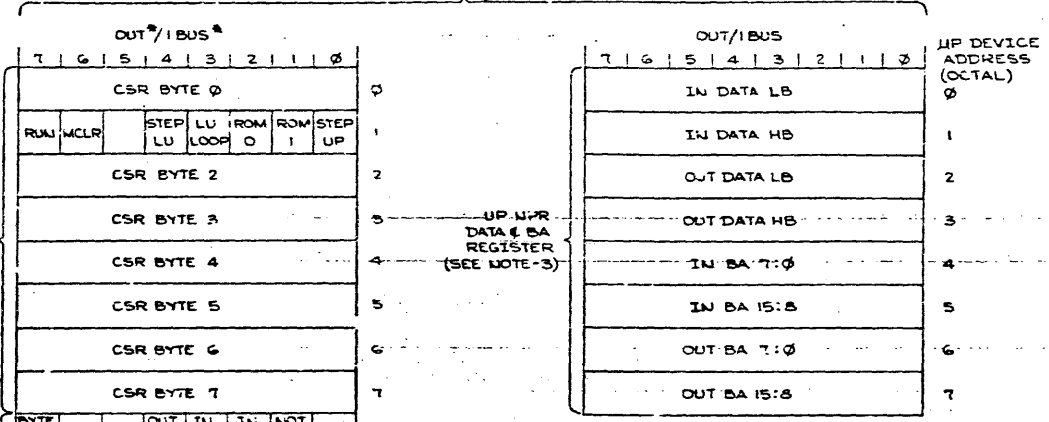 OUT*/IBUS*
7 6 5 4 3 2 1 Ø
CSR BYTE Ø Ø
RUN MCLR STEP LU LU LOOP ROM O ROM I STEP UP 1
CSR BYTE 2 2
CSR BYTE 3 3
CSR BYTE 4 4
CSR BYTE 5 5
CSR BYTE 6 6
CSR BYTE 7 7
BYTE OUT IN IN NOT
UP NPR
DATA & BA
REGISTER
(SEE NOTE-3)
OUT/IBUS
7 6 5 4 3 2 1 Ø
UP DEVICE
ADDRESS
(OCTAL)
IN DATA LB Ø
IN DATA HB 1
OUT DATA LB 2
OUT DATA HB 3
IN BA 7:Ø 4
IN BA 15:8 5
OUT BA 7:Ø 6
OUT BA 15:8 7